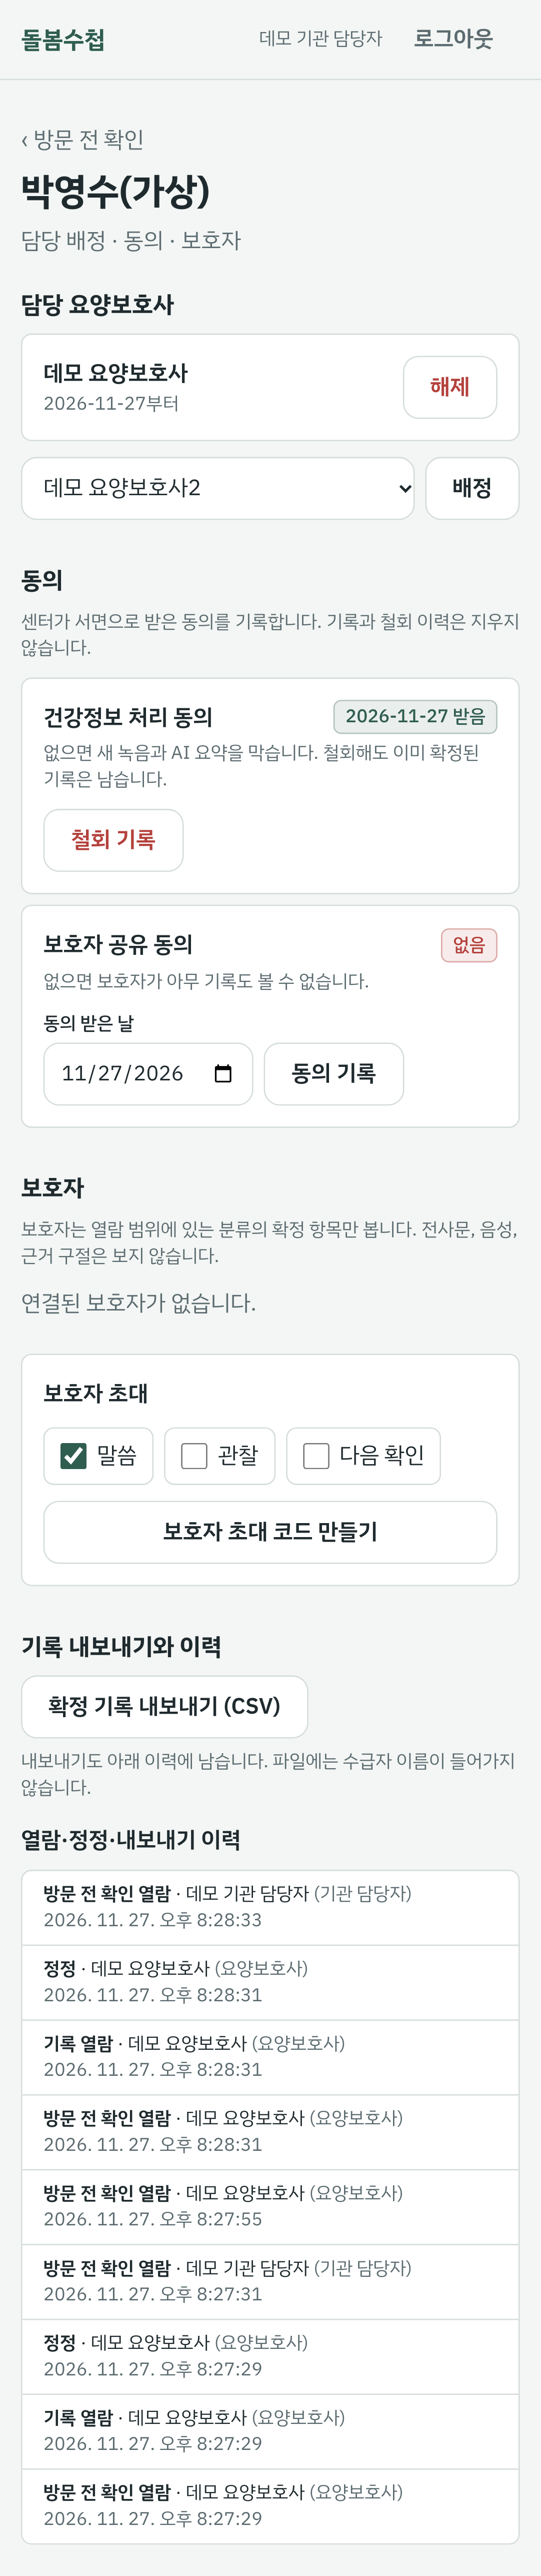 돌봄수첩
데모 기관 담당자
로그아웃
‹ 방문 전 확인
박영수(가상)
담당 배정 · 동의 · 보호자
담당 요양보호사
데모 요양보호사
2026-11-27부터
해제
데모 요양보호사2
배정
동의
센터가 서면으로 받은 동의를 기록합니다. 기록과 철회 이력은 지우지
않습니다.
건강정보 처리 동의
2026-11-27 받음
없으면 새 녹음과 AI 요약을 막습니다. 철회해도 이미 확정된
기록은 남습니다.
철회 기록
보호자 공유 동의
없음
없으면 보호자가 아무 기록도 볼 수 없습니다.
동의 받은 날
11/27/2026
동의 기록
보호자
보호자는 열람 범위에 있는 분류의 확정 항목만 봅니다. 전사문, 음성,
근거 구절은 보지 않습니다.
연결된 보호자가 없습니다.
보호자 초대
말씀
관찰
다음 확인
보호자 초대 코드 만들기
기록 내보내기와 이력
확정 기록 내보내기 (CSV)
내보내기도 아래 이력에 남습니다. 파일에는 수급자 이름이 들어가지
않습니다.
열람·정정·내보내기 이력
방문 전 확인 열람 · 데모 기관 담당자 (기관 담당자)
2026. 11. 27. 오후 8:28:33
정정 · 데모 요양보호사 (요양보호사)
2026. 11. 27. 오후 8:28:31
기록 열람 · 데모 요양보호사 (요양보호사)
2026. 11. 27. 오후 8:28:31
방문 전 확인 열람 · 데모 요양보호사 (요양보호사)
2026. 11. 27. 오후 8:28:31
방문 전 확인 열람 · 데모 요양보호사 (요양보호사)
2026. 11. 27. 오후 8:27:55
방문 전 확인 열람 · 데모 기관 담당자 (기관 담당자)
2026. 11. 27. 오후 8:27:31
정정 · 데모 요양보호사 (요양보호사)
2026. 11. 27. 오후 8:27:29
기록 열람 · 데모 요양보호사 (요양보호사)
2026. 11. 27. 오후 8:27:29
방문 전 확인 열람 · 데모 요양보호사 (요양보호사)
2026. 11. 27. 오후 8:27:29